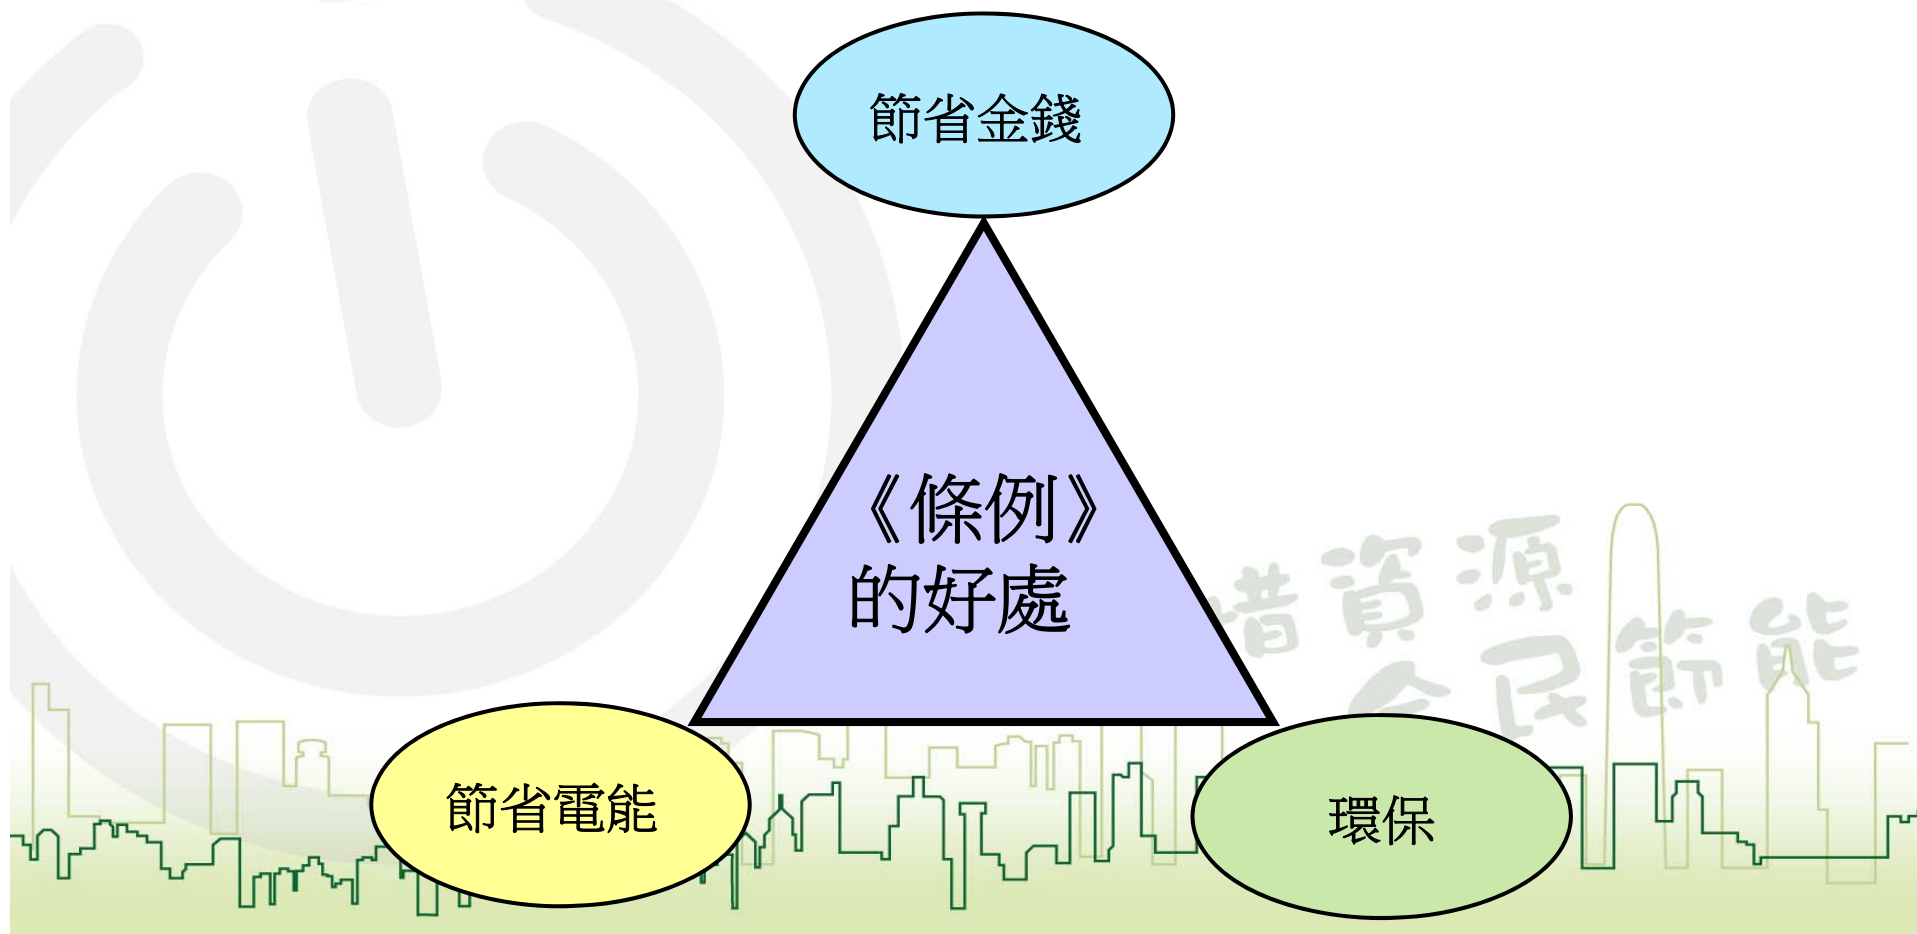 節省金錢
《條例》
的好處
惜資源
全民節能
節省電能
環保